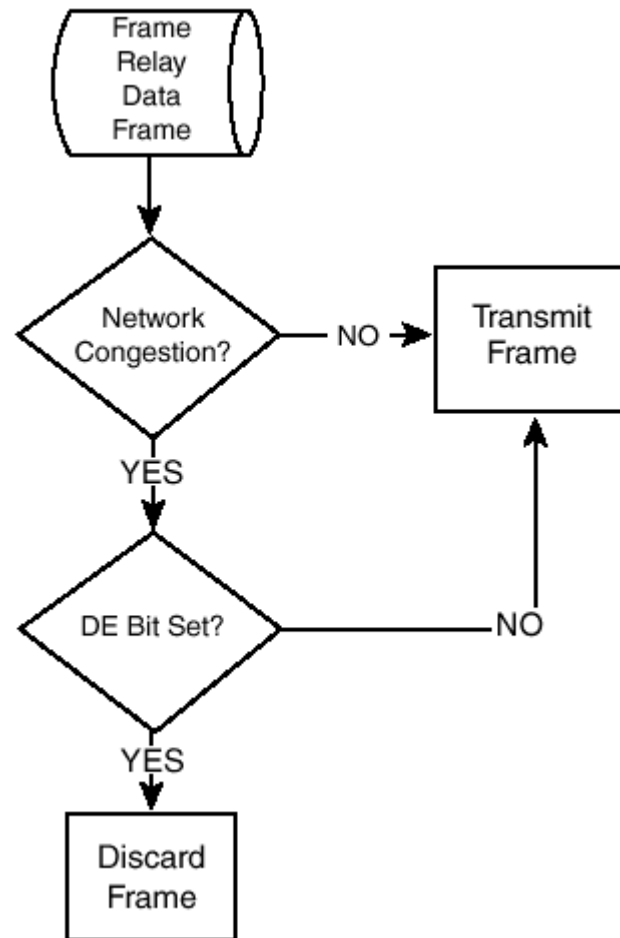 Frame
Relay
Data
Frame
Network
Congestion?
NO
Transmit
Frame
YES
DE Bit Set?
NO
YES
Discard
Frame